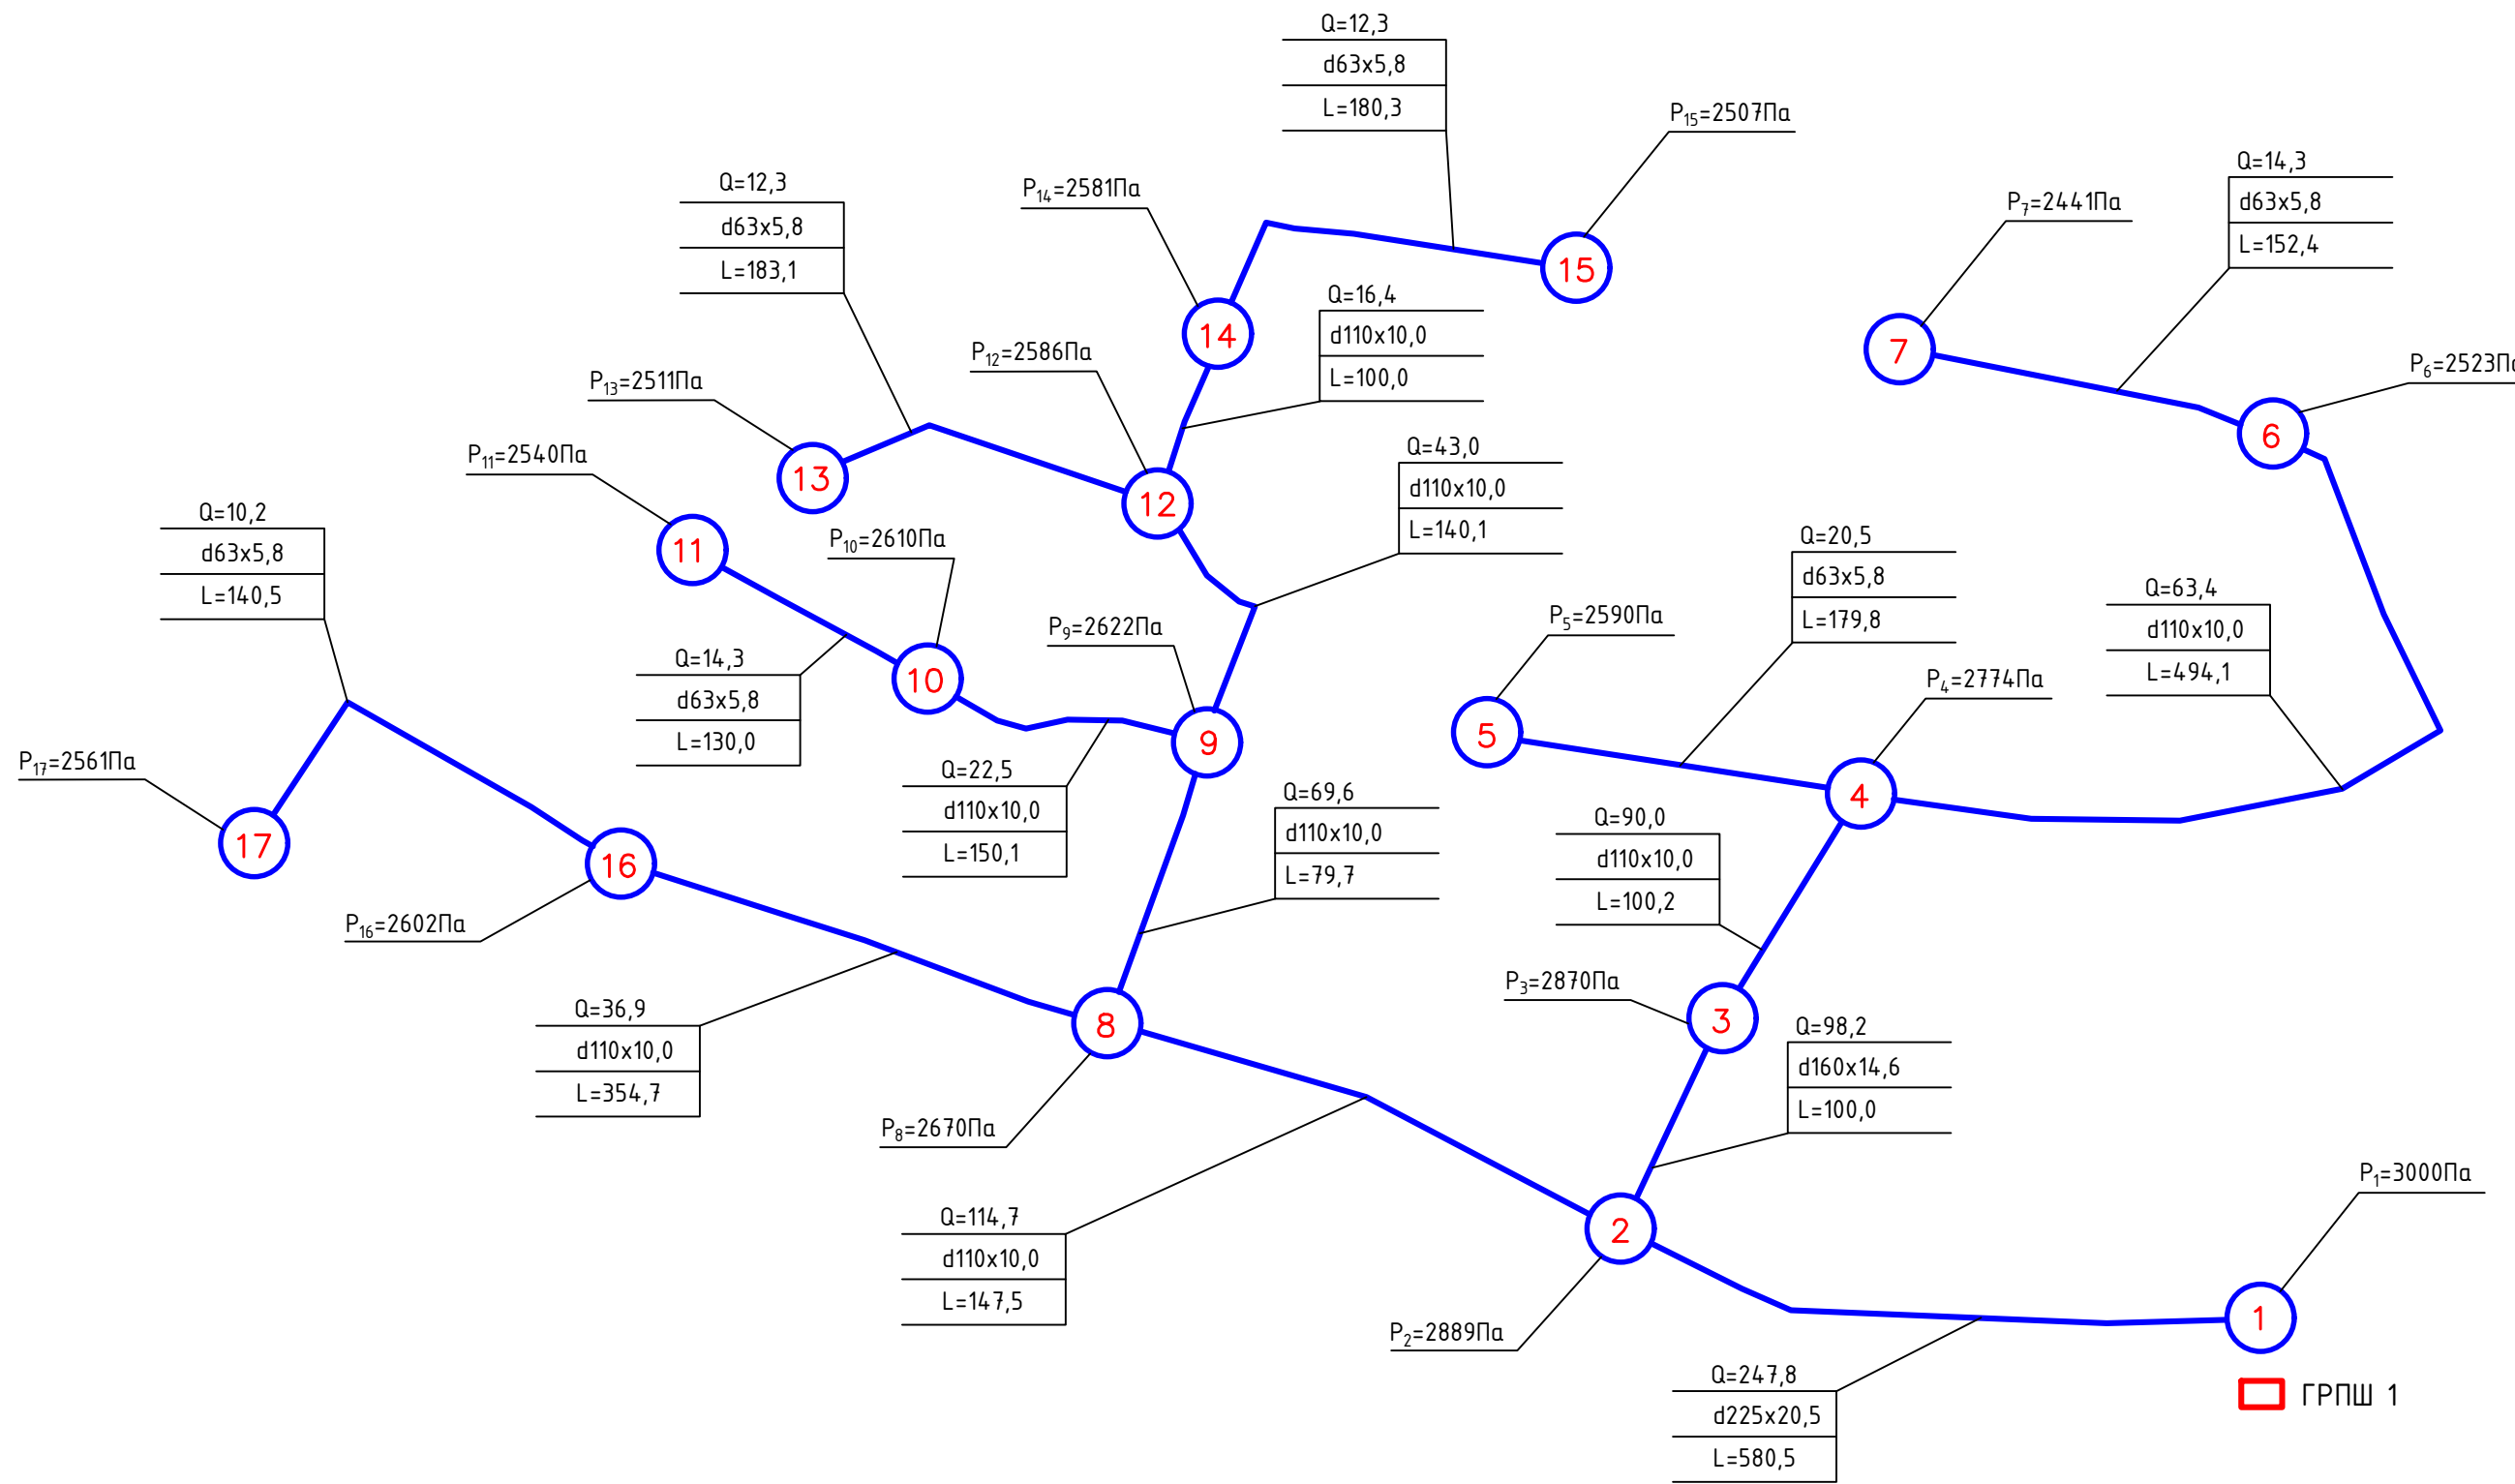 Q=12,3
d63x5,8
L=180,3
P15=2507Па
Q=14,3
d63x5,8
L=152,4
P7=2441Па
Q=12,3
d63x5,8
L=183,1
P14=2581Па
15
14
7
Q=16,4
d110x10,0
L=100,0
P12=2586Па
P13=2511Па
P6=2523Па
6
13
12
P11=2540Па
Q=43,0
d110x10,0
L=140,1
Q=10,2
d63x5,8
L=140,5
11
P10=2610Па
Q=20,5
d63x5,8
L=179,8
Q=63,4
d110x10,0
L=494,1
P9=2622Па
P5=2590Па
Q=14,3
d63x5,8
L=130,0
10
P4=2774Па
9
5
P17=2561Па
Q=22,5
d110x10,0
L=150,1
Q=69,6
d110x10,0
L=79,7
4
Q=90,0
d110x10,0
L=100,2
17
16
P16=2602Па
P3=2870Па
3
8
Q=36,9
d110x10,0
L=354,7
Q=98,2
d160x14,6
L=100,0
P8=2670Па
P1=3000Па
Q=114,7
d110x10,0
L=147,5
2
1
P2=2889Па
Q=247,8
d225x20,5
L=580,5
ГРПШ 1